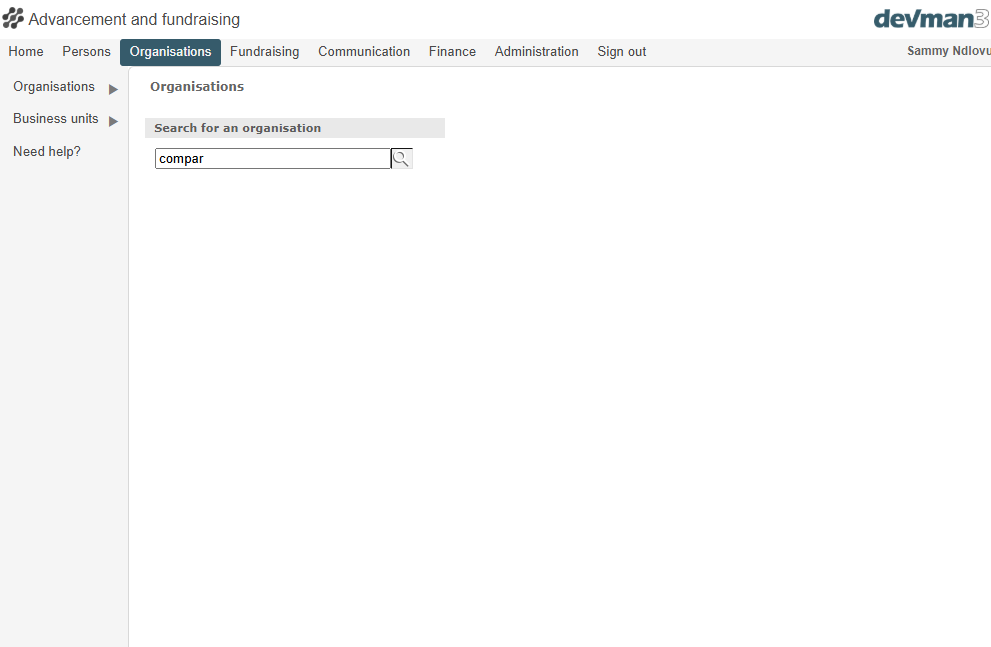 Advancement and fundraising
devman3
Home Persons Organisations Fundraising Communication Finance Administration Sign out Sammy Ndlovu
Organisations
Business units
Need help?
Organisations
Search for an organisation
compar